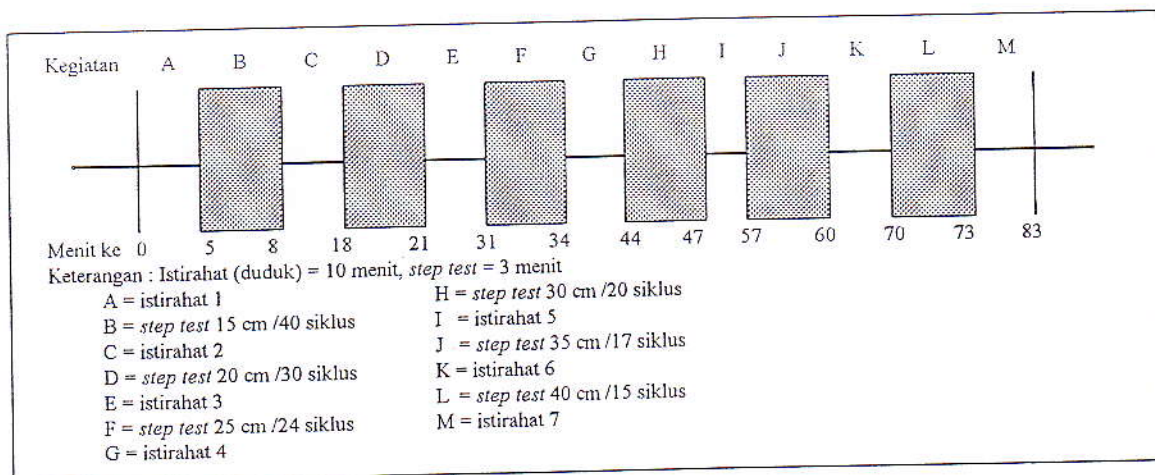 Kegiatan A B C D E F G H I J K L M
Menit ke 0 5 8 18 21 31 34 44 47 57 60 70 73 83
Keterangan : Istirahat (duduk) = 10 menit, step test = 3 menit
A = istirahat 1
B = step test 15 cm /40 siklus
C = istirahat 2
D = step test 20 cm /30 siklus
E = istirahat 3
F = step test 25 cm /24 siklus
G = istirahat 4
H = step test 30 cm /20 siklus
I = istirahat 5
J = step test 35 cm /17 siklus
K = istirahat 6
L = step test 40 cm /15 siklus
M = istirahat 7